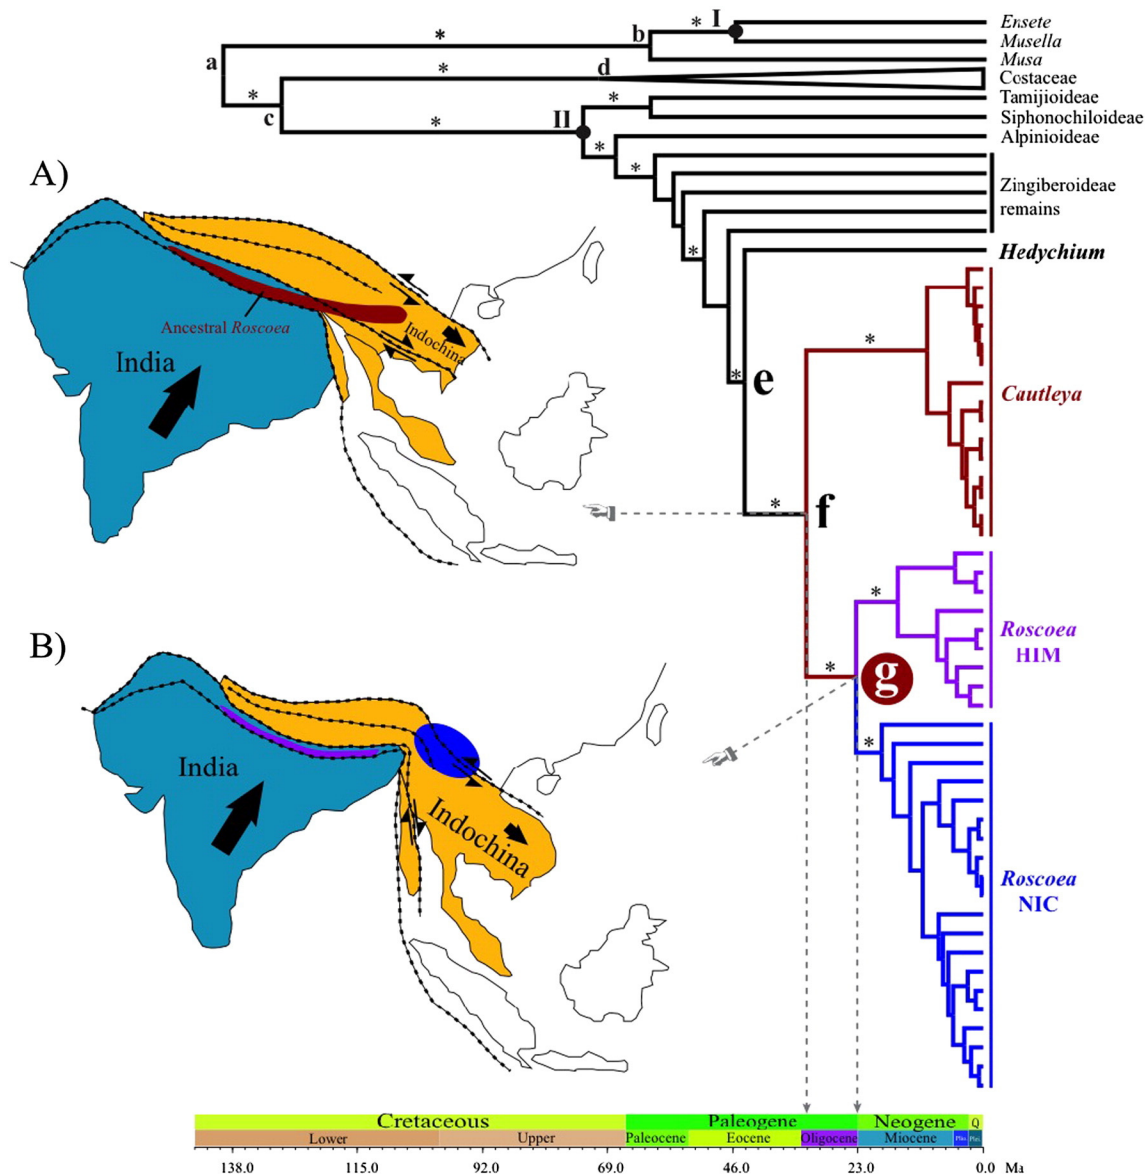 * I Ensete
* b Musella
a Musa
* d Costaceae
* * Tamijioideae
c * II Siphonochiloideae
* Alpinioideae
*
Zingiberoideae
remains
* Hedychium
A)
Ancestral Roscoea
India
Indochina
* e
*
Cautleya
* f
*
Roscoea
HIM
* g
*
B)
India
Indochina
Roscoea
NIC
Cretaceous Paleogene Neogene Q
Lower Upper Paleocene Eocene Oligocene Miocene Plio. Ple.
138.0 115.0 92.0 69.0 46.0 23.0 0.0 Ma